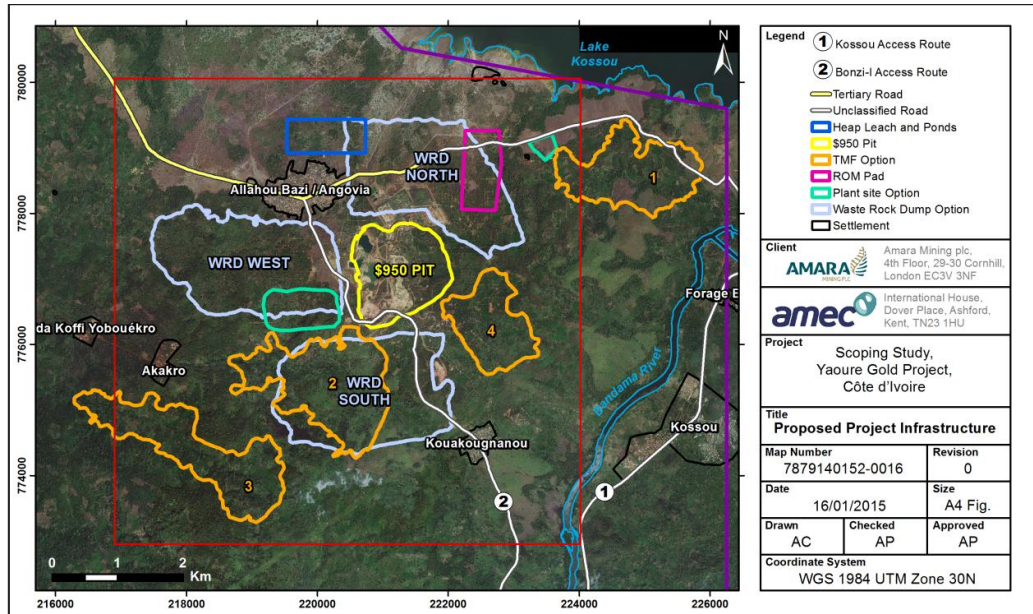 Lake
Kossou
N
780000
778000
776000
774000
WRD
NORTH
1
Allahou Bazi / Angovia
WRD WEST
$950 PIT
Forage E
da Koffi Yobouékro
4
Akakro
2
WRD
SOUTH
Bandama River
Kossou
Kouakougnanou
3
2
1
0
1
2
Km
216000
218000
220000
222000
224000
226000
Legend
1 Kossou Access Route
2 Bonzi-I Access Route
Tertiary Road
Unclassified Road
Heap Leach and Ponds
$950 Pit
TMF Option
ROM Pad
Plant site Option
Waste Rock Dump Option
Settlement
Client
AMARA
MINING PLC
Amara Mining plc,
4th Floor, 29-30 Cornhill,
London EC3V 3NF
amec
International House,
Dover Place, Ashford,
Kent, TN23 1HU
Project
Scoping Study,
Yaoure Gold Project,
Côte d'Ivoire
Title
Proposed Project Infrastructure
Map Number
7879140152-0016
Revision
0
Date
16/01/2015
Size
A4 Fig.
Drawn
AC
Checked
AP
Approved
AP
Coordinate System
WGS 1984 UTM Zone 30N